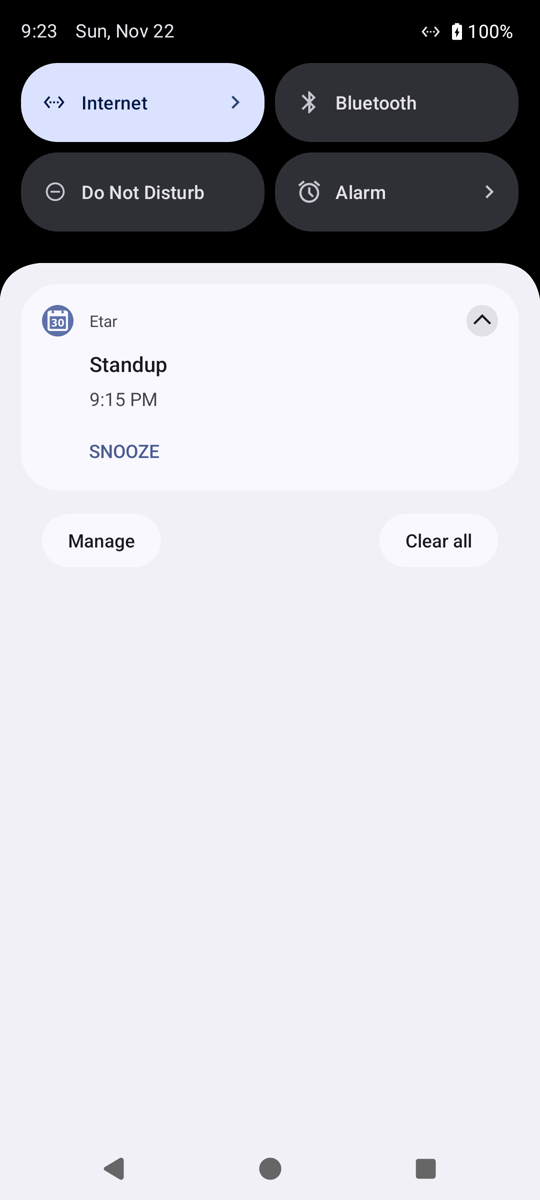 9:23 Sun, Nov 22 100%
Internet
Bluetooth
Do Not Disturb
Alarm
30 Etar
Standup
9:15 PM
SNOOZE
Manage
Clear all